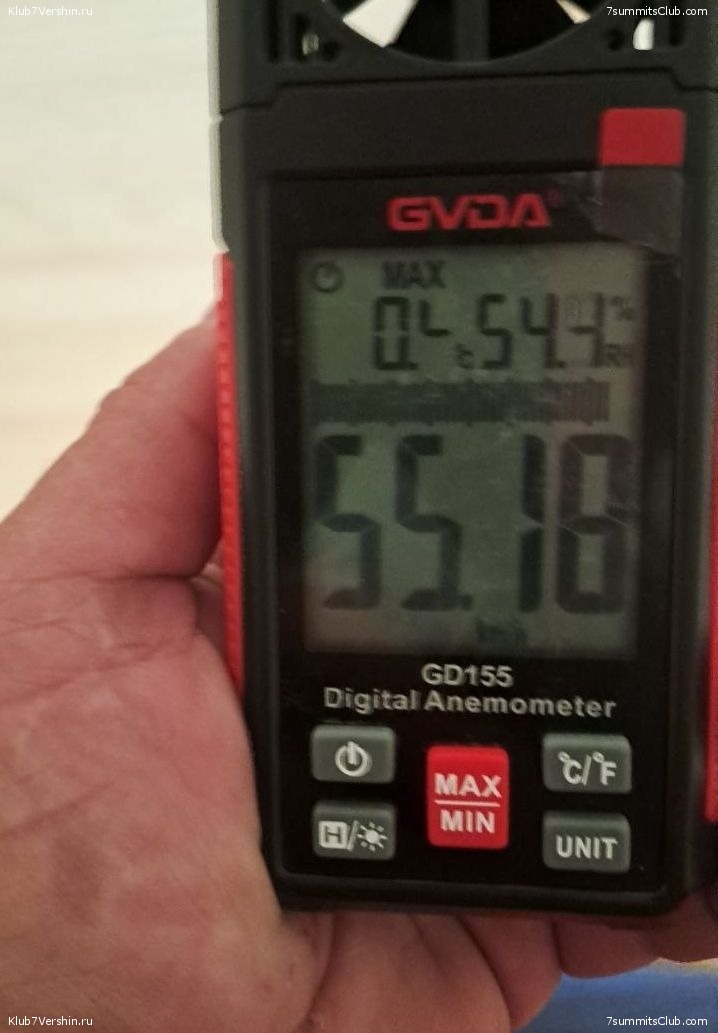 Klub7Vershin.ru 7summitsClub.com
GVDA
MAX
54.4 %
RH
55.18
km/h
GD155
Digital Anemometer
MAX °C/°F
MIN
H/ UNIT
Klub7Vershin.ru 7summitsClub.com